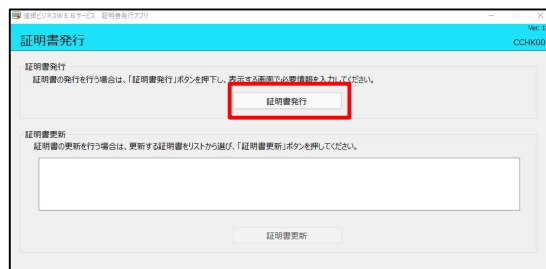 信頼ビジネスWEBサービス 証明書発行アプリ
Ver. 1
証明書発行
CCHK00
証明書発行
証明書の発行を行う場合は、「証明書発行」ボタンを押下し、表示する画面で必要情報を入力してください。
証明書発行
証明書更新
証明書の更新を行う場合は、更新する証明書をリストから選び、「証明書更新」ボタンを押してください。
証明書更新